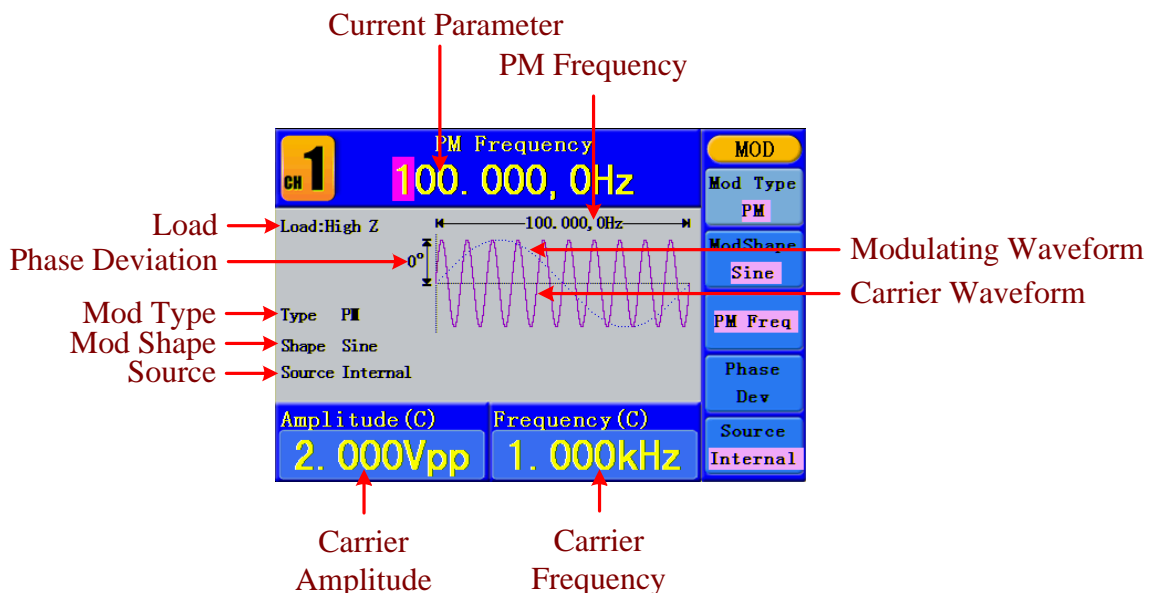 Current Parameter
PM Frequency
CH 1
PM Frequency
100.000,0Hz
MOD
Mod Type
PM
Load
Load:High Z
100.000,0Hz
ModShape
Sine
Modulating Waveform
Phase Deviation
0°
Carrier Waveform
Mod Type
Type PM
PM Freq
Mod Shape
Shape Sine
Source
Source Internal
Phase
Dev
Amplitude(C)
Frequency(C)
Source
Internal
2.000Vpp
1.000kHz
Carrier
Amplitude
Carrier
Frequency